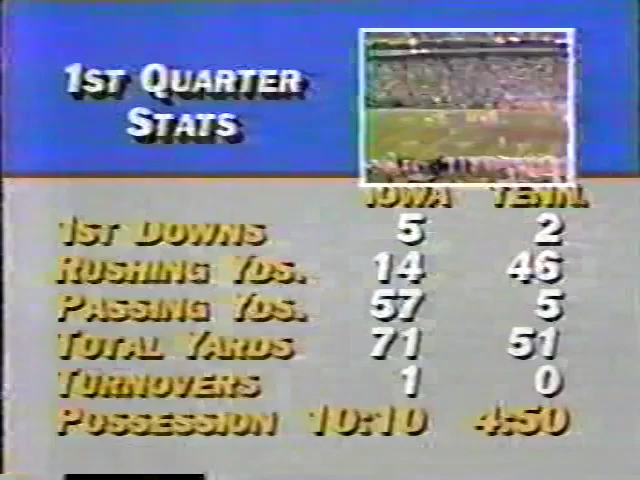 1ST QUARTER
STATS
IOWA TENN.
1ST DOWNS 5 2
RUSHING YDS. 14 46
PASSING YDS. 57 5
TOTAL YARDS 71 51
TURNOVERS 1 0
POSSESSION 10:10 4:50